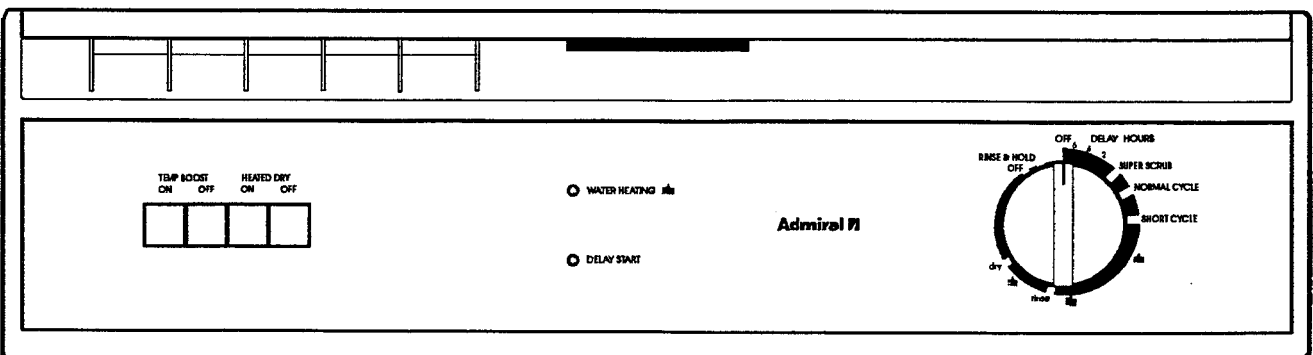 TEMP BOOST HEATED DRY
ON OFF ON OFF
WATER HEATING
DELAY START
Admiral
OFF DELAY HOURS
6 4 2
RINSE & HOLD
OFF
SUPER SCRUB
NORMAL CYCLE
SHORT CYCLE
dry
rinse